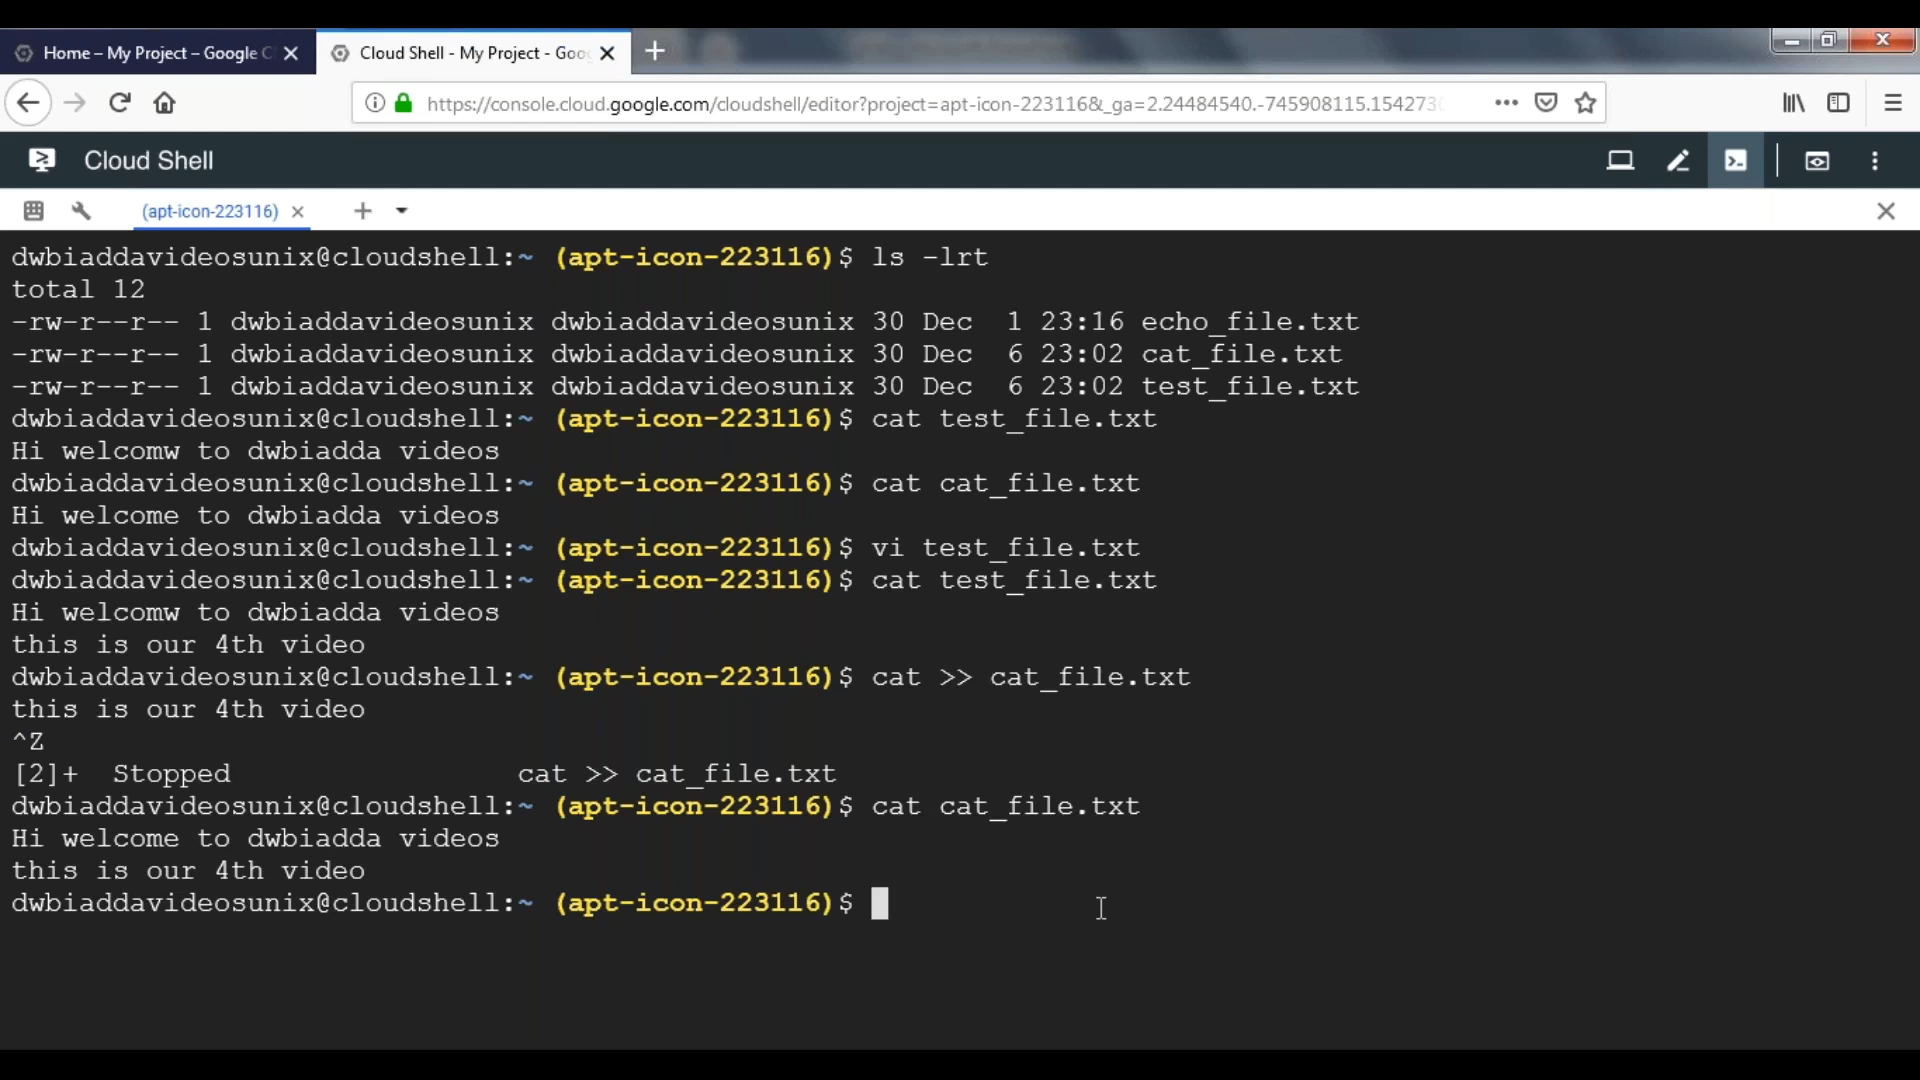 Home – My Project – Google C
Cloud Shell - My Project - Goo
https://console.cloud.google.com/cloudshell/editor?project=apt-icon-223116&_ga=2.24484540.-745908115.154273
Cloud Shell
(apt-icon-223116)
dwbiaddavideosunix@cloudshell:~ (apt-icon-223116)$ ls -lrt
total 12
-rw-r--r-- 1 dwbiaddavideosunix dwbiaddavideosunix 30 Dec  1 23:16 echo_file.txt
-rw-r--r-- 1 dwbiaddavideosunix dwbiaddavideosunix 30 Dec  6 23:02 cat_file.txt
-rw-r--r-- 1 dwbiaddavideosunix dwbiaddavideosunix 30 Dec  6 23:02 test_file.txt
dwbiaddavideosunix@cloudshell:~ (apt-icon-223116)$ cat test_file.txt
Hi welcomw to dwbiadda videos
dwbiaddavideosunix@cloudshell:~ (apt-icon-223116)$ cat cat_file.txt
Hi welcome to dwbiadda videos
dwbiaddavideosunix@cloudshell:~ (apt-icon-223116)$ vi test_file.txt
dwbiaddavideosunix@cloudshell:~ (apt-icon-223116)$ cat test_file.txt
Hi welcomw to dwbiadda videos
this is our 4th video
dwbiaddavideosunix@cloudshell:~ (apt-icon-223116)$ cat >> cat_file.txt
this is our 4th video
^Z
[2]+  Stopped                 cat >> cat_file.txt
dwbiaddavideosunix@cloudshell:~ (apt-icon-223116)$ cat cat_file.txt
Hi welcome to dwbiadda videos
this is our 4th video
dwbiaddavideosunix@cloudshell:~ (apt-icon-223116)$